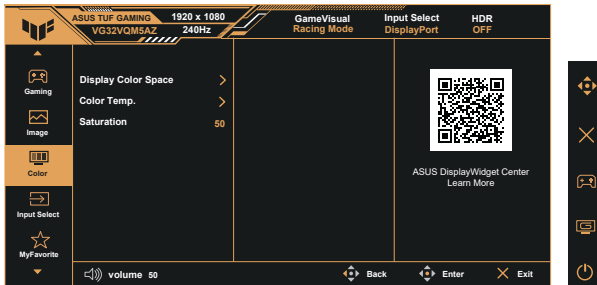 ASUS TUF GAMING 1920 x 1080
VG32VQM5AZ 240Hz
GameVisual
Racing Mode
Input Select
DisplayPort
HDR
OFF
Gaming
Image
Color
Input Select
MyFavorite
Display Color Space >
Color Temp. >
Saturation 50
ASUS DisplayWidget Center
Learn More
volume 50
Back
Enter
Exit